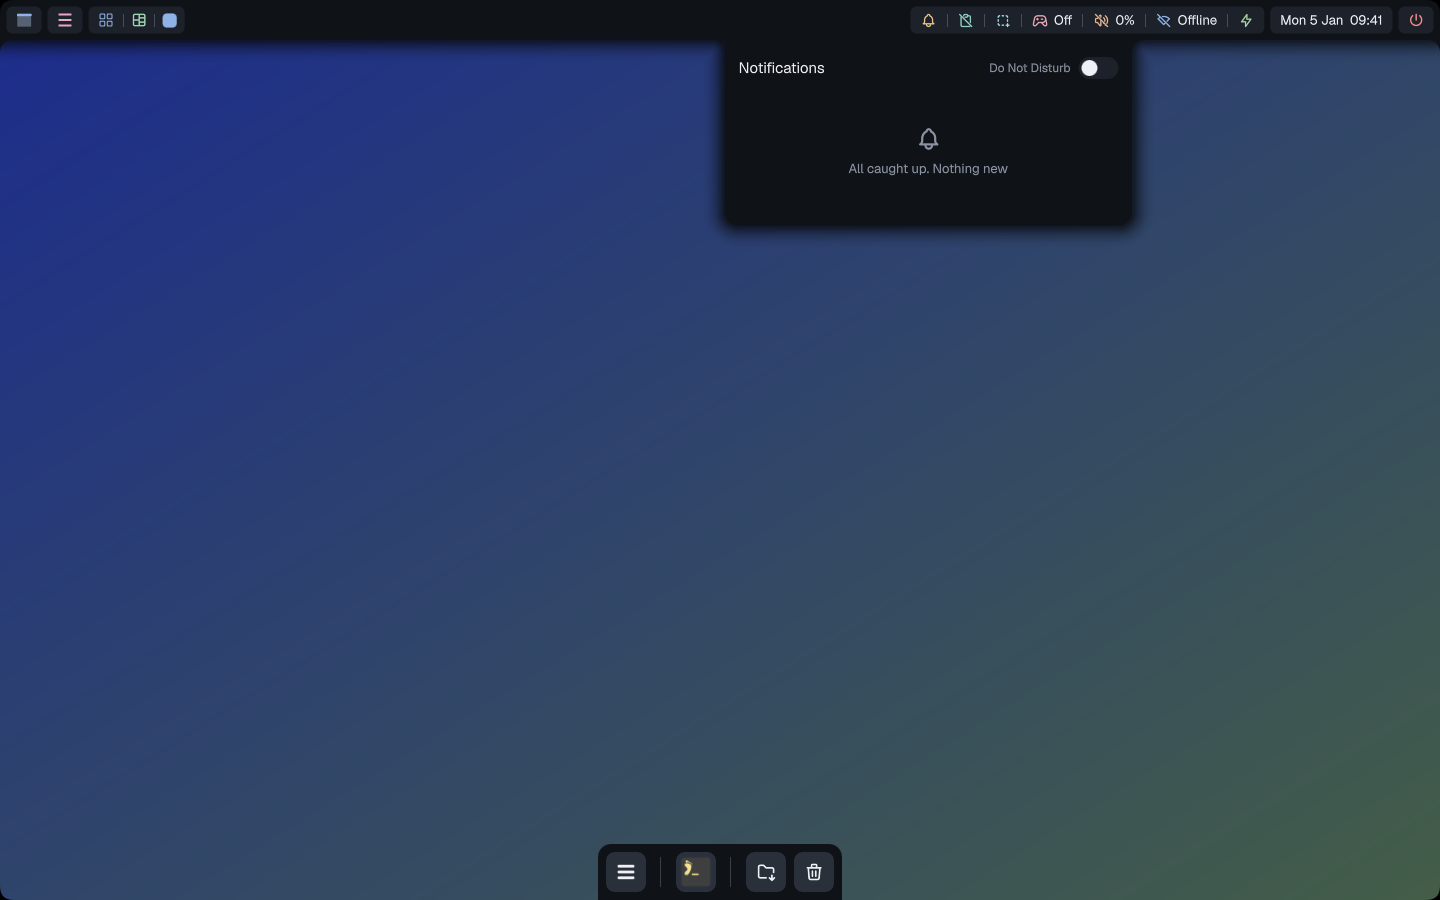 Off
0%
Offline
Mon 5 Jan 09:41
Notifications
Do Not Disturb
All caught up. Nothing new